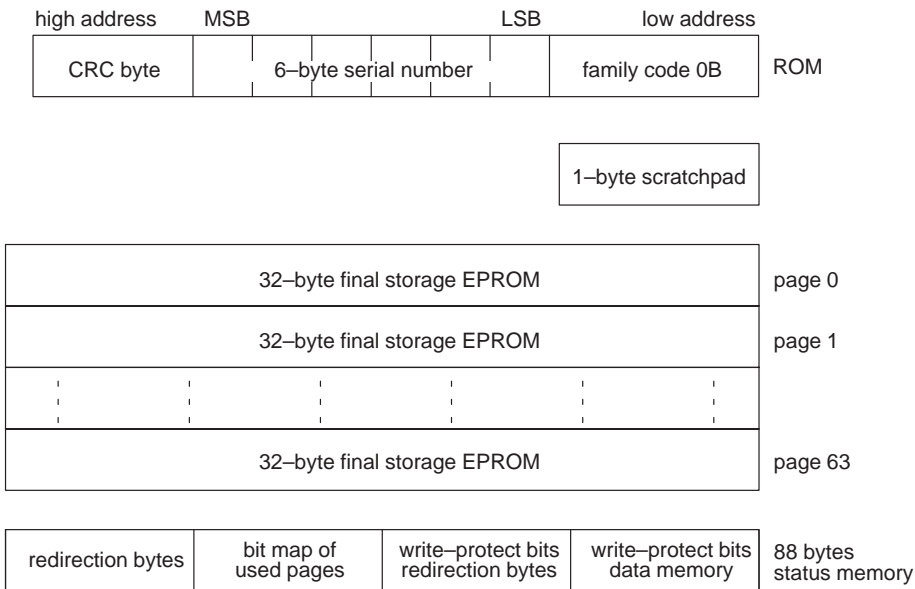 high address MSB LSB low address
CRC byte 6–byte serial number family code 0B ROM
1–byte scratchpad
32–byte final storage EPROM page 0
32–byte final storage EPROM page 1
32–byte final storage EPROM page 63
redirection bytes
bit map of
used pages
write–protect bits
redirection bytes
write–protect bits
data memory
88 bytes
status memory